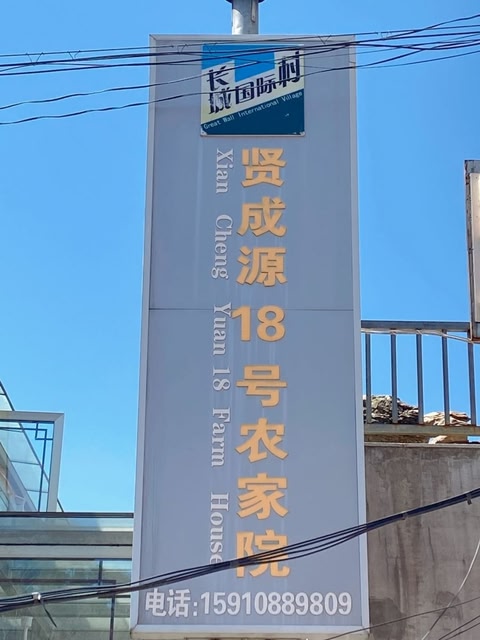 长城国际村
Great Wall International Village
贤成源18号农家院
Xian Cheng Yuan 18 Farm House
电话:15910889809